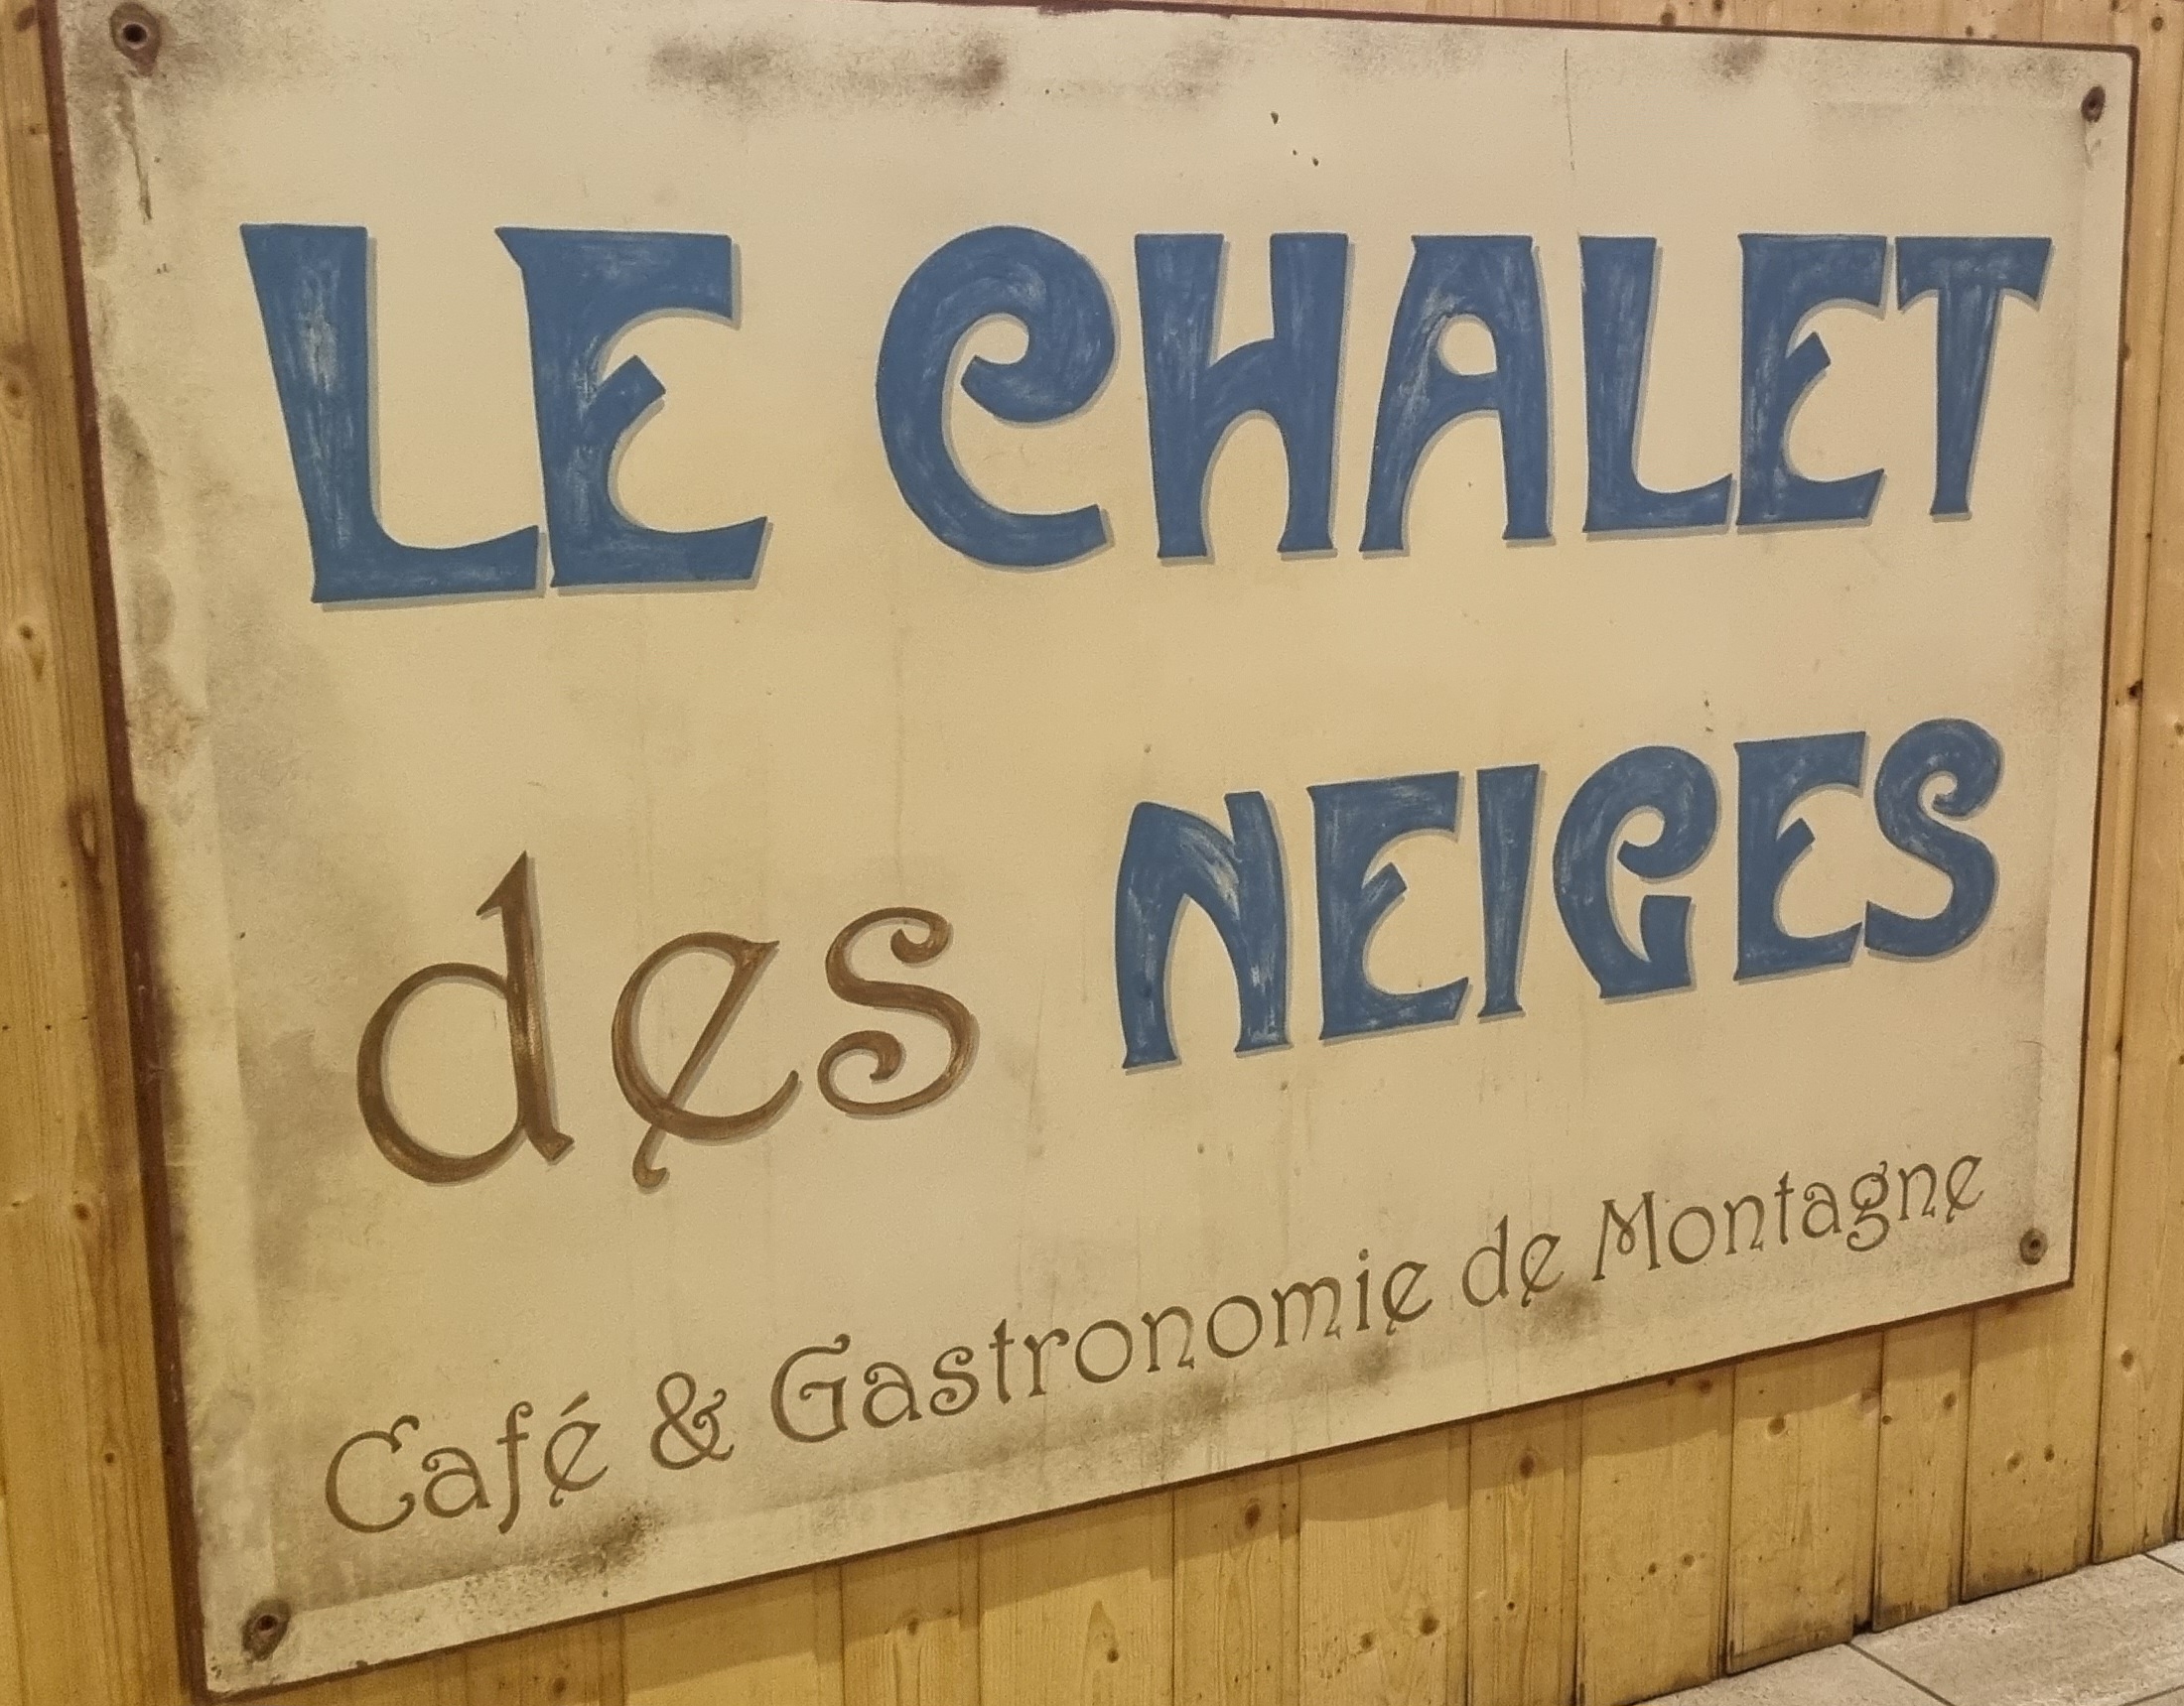 LE CHALET
des NEIGES
Café & Gastronomie de Montagne